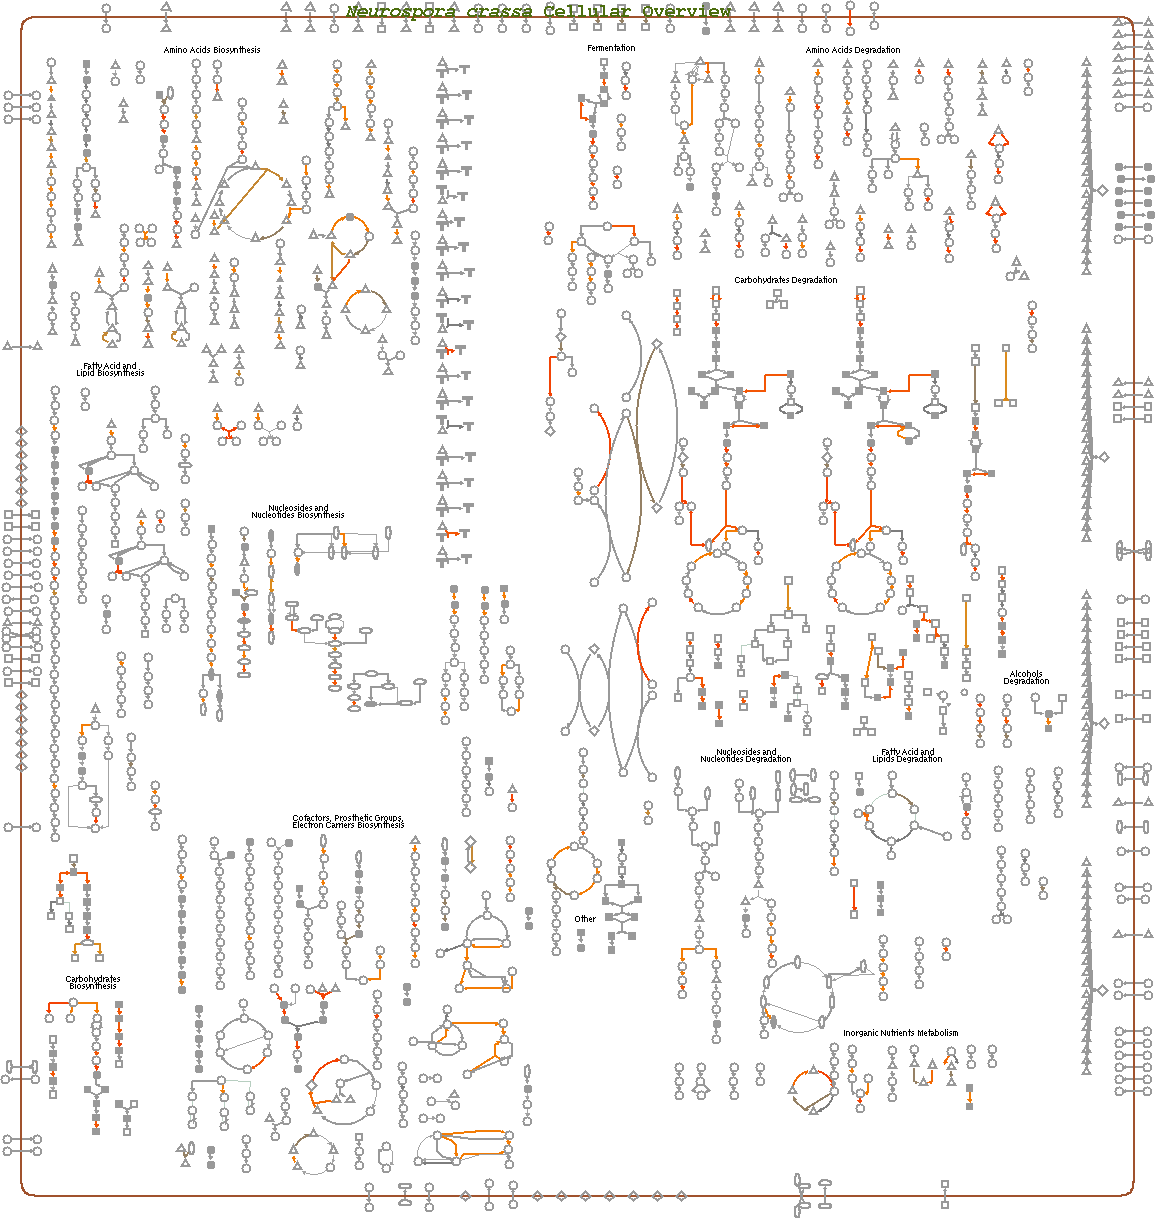 Neurospora crassa Cellular Overview
Amino Acids Biosynthesis
Fermentation
Amino Acids Degradation
Carbohydrates Degradation
Fatty Acid and
Lipid Biosynthesis
Nucleosides and
Nucleotides Biosynthesis
Alcohols
Degradation
Nucleosides and
Nucleotides Degradation
Fatty Acid and
Lipids Degradation
Cofactors, Prosthetic Groups,
Electron Carriers Biosynthesis
Other
Carbohydrates
Biosynthesis
Inorganic Nutrients Metabolism